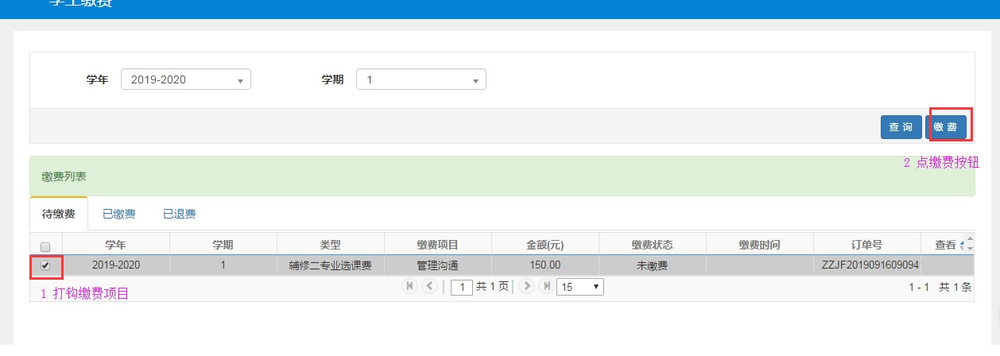 学年 2019-2020 学期 1
查 询 缴 费
2 点缴费按钮
缴费列表
待缴费 已缴费 已退费
学年 学期 类型 缴费项目 金额(元) 缴费状态 缴费时间 订单号 查看
2019-2020 1 辅修二专业选课费 管理沟通 150.00 未缴费 ZZJF2019091609094
1 共 1 页 15 1 - 1 共 1 条
1 打钩缴费项目